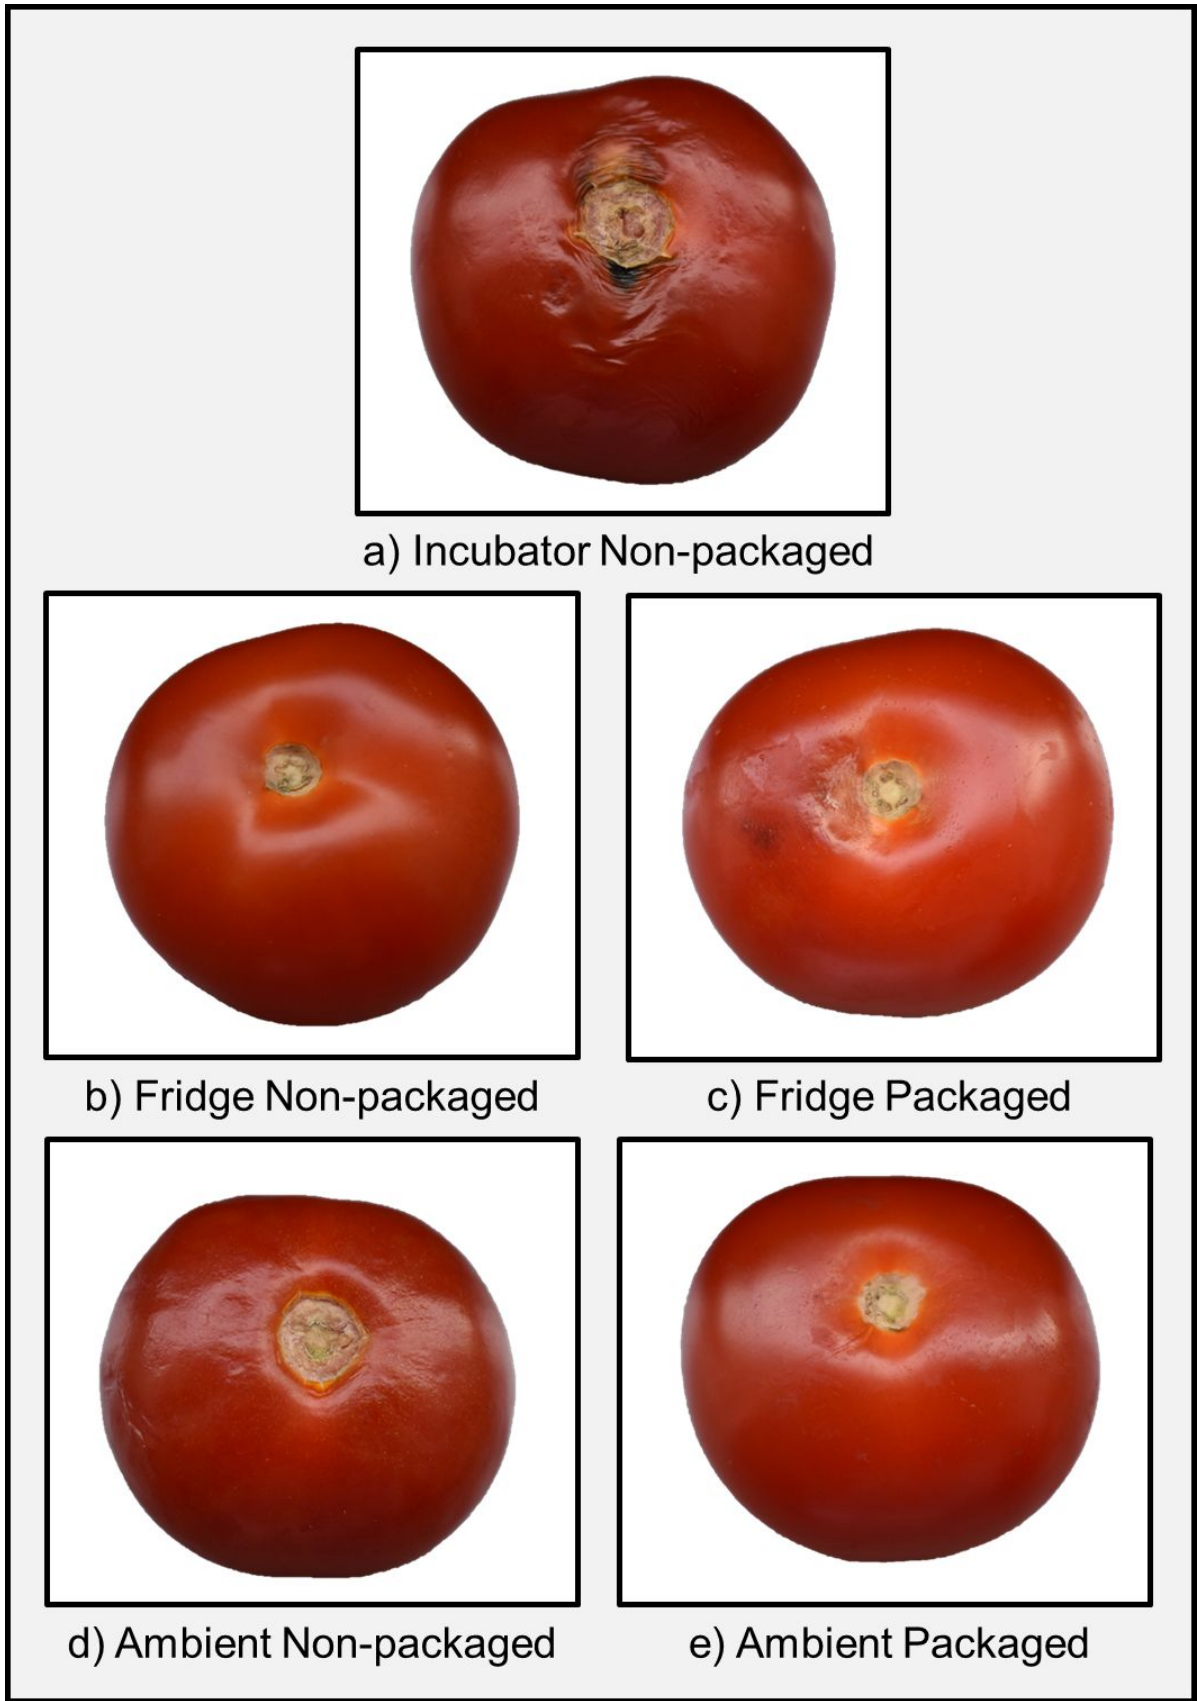 a) Incubator Non-packaged
b) Fridge Non-packaged
c) Fridge Packaged
d) Ambient Non-packaged
e) Ambient Packaged